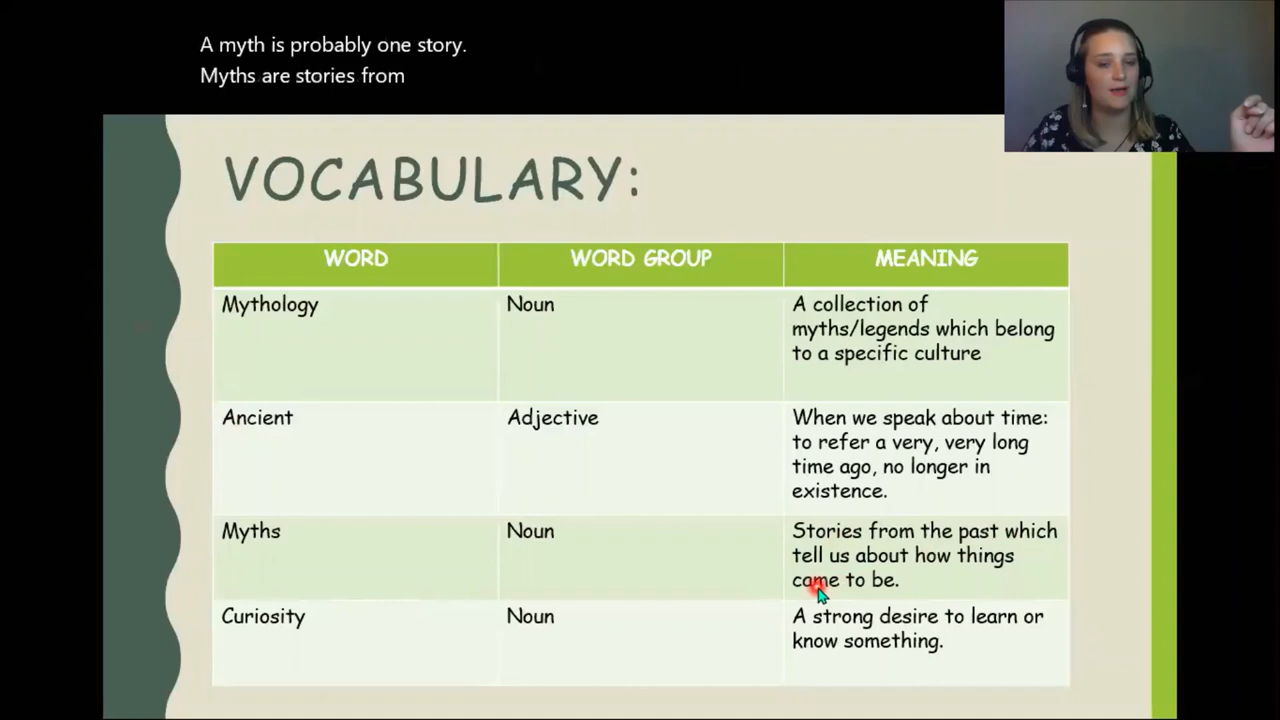 A myth is probably one story.
Myths are stories from
VOCABULARY:
WORD WORD GROUP MEANING
Mythology Noun A collection of
myths/legends which belong
to a specific culture
Ancient Adjective When we speak about time:
to refer a very, very long
time ago, no longer in
existence.
Myths Noun Stories from the past which
tell us about how things
came to be.
Curiosity Noun A strong desire to learn or
know something.